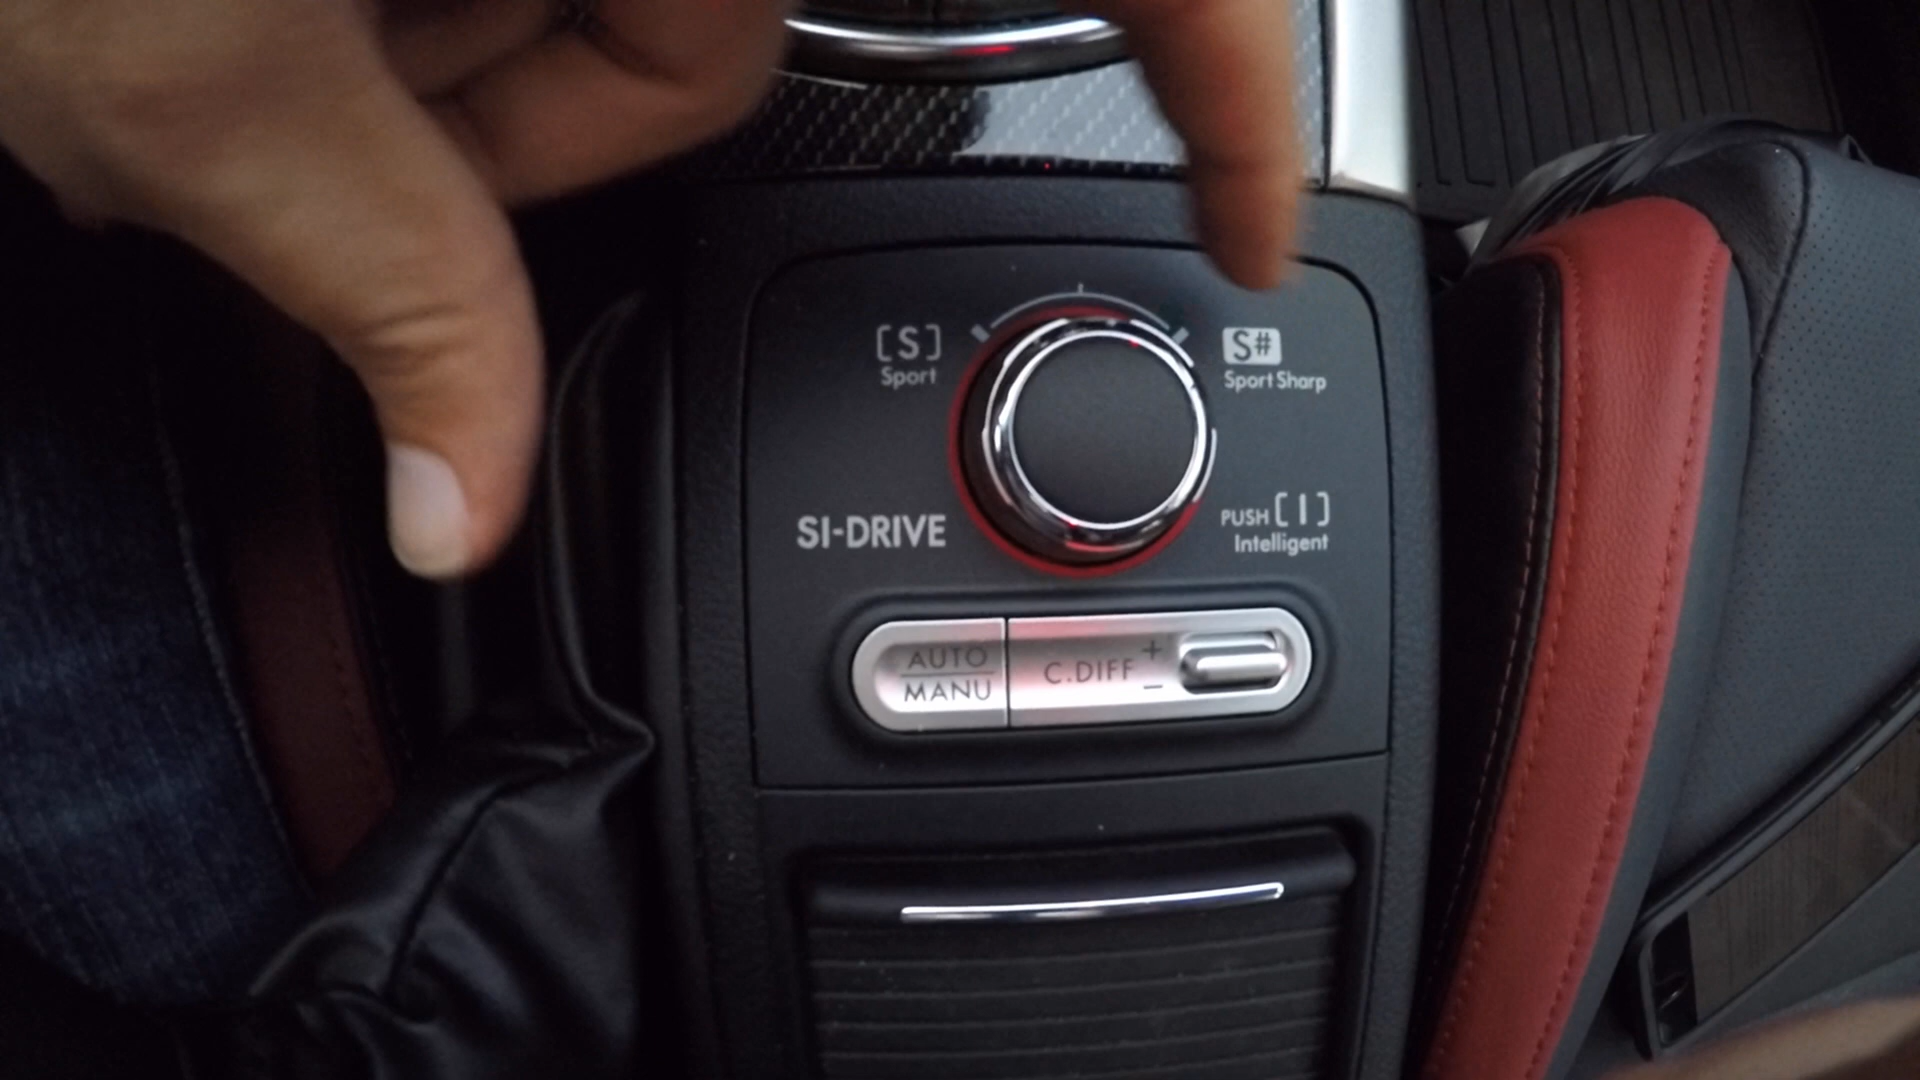 [S]
Sport
S#
Sport Sharp
SI-DRIVE
PUSH [I]
Intelligent
AUTO
MANU
C.DIFF + −